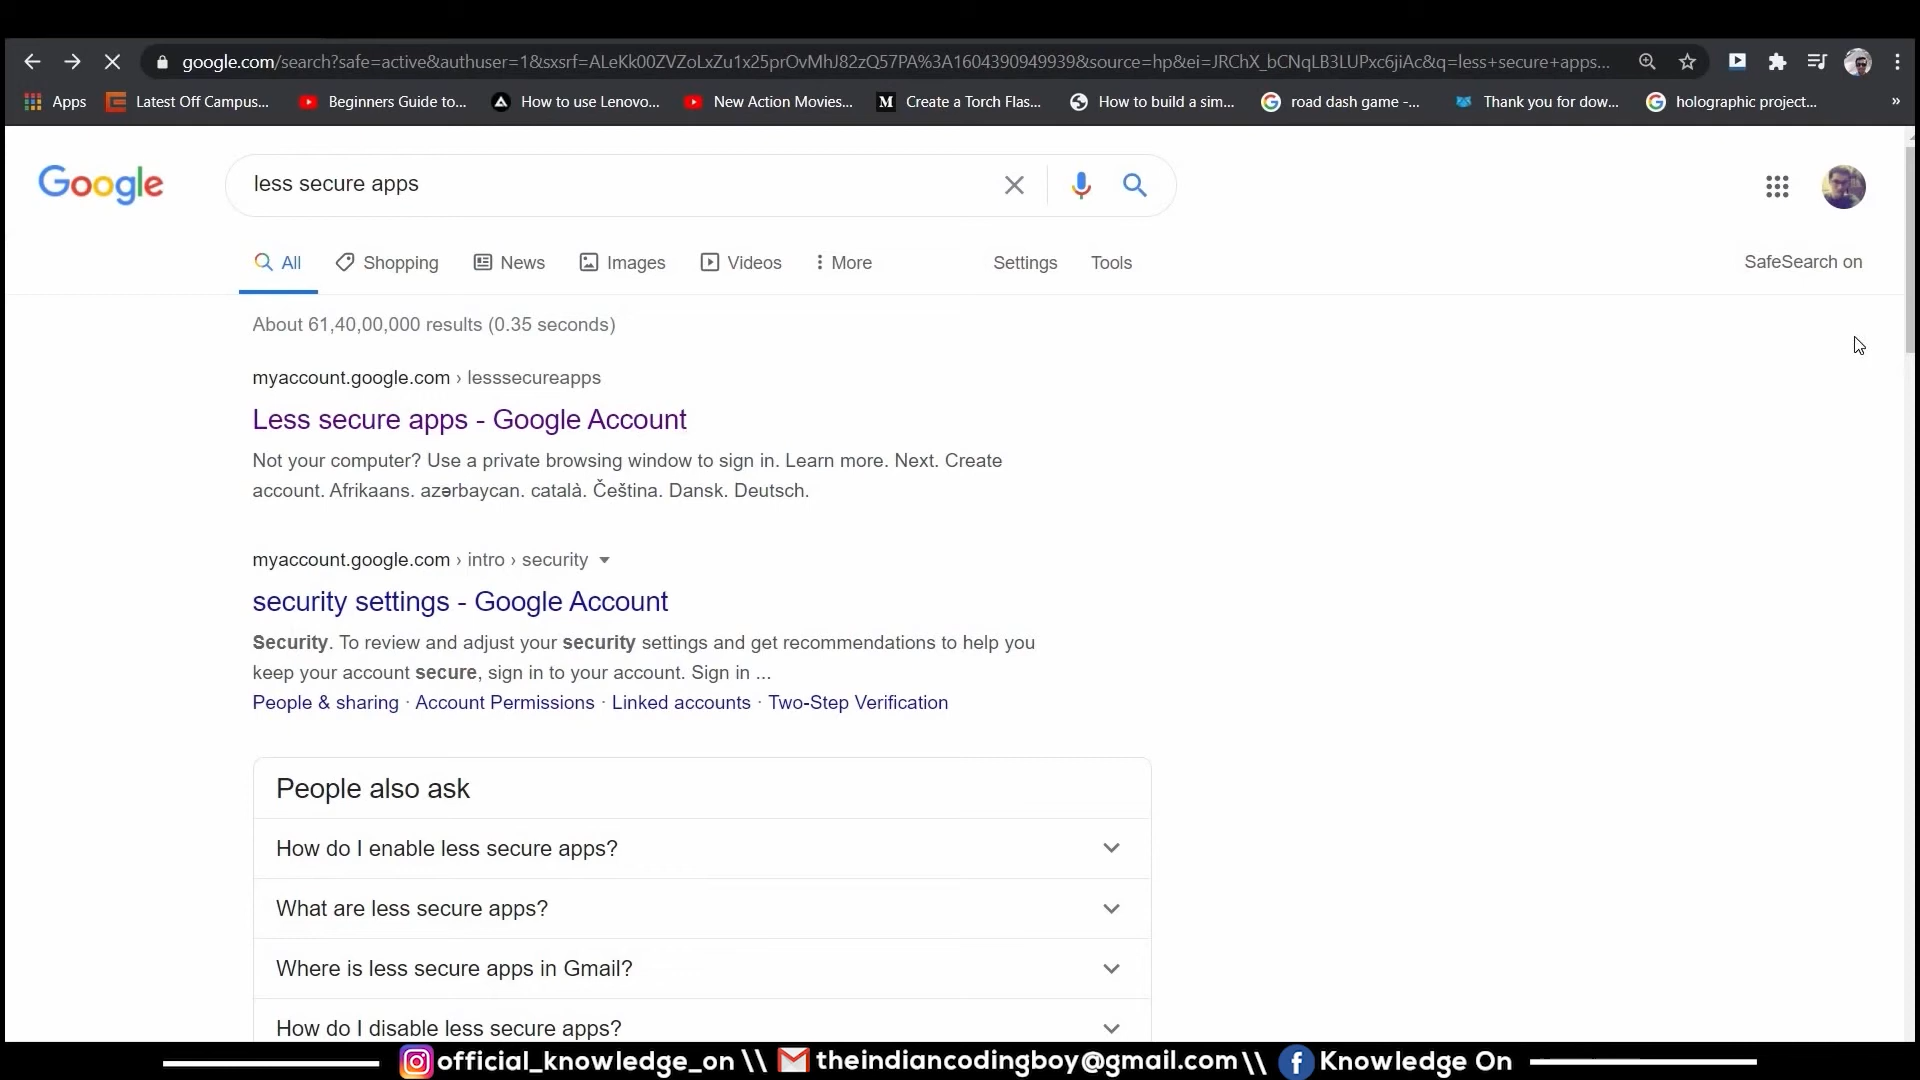 google.com/search?safe=active&authuser=1&sxsrf=ALeKk00ZVZoLxZu1x25prOvMhJ82zQ57PA%3A1604390949939&source=hp&ei=JRChX_bCNqLB3LUPxc6jiAc&q=less+secure+apps...
Apps Latest Off Campus... Beginners Guide to... How to use Lenovo... New Action Movies... Create a Torch Flas... How to build a sim... road dash game -... Thank you for dow... holographic project... »
Google less secure apps
All Shopping News Images Videos More Settings Tools SafeSearch on
About 61,40,00,000 results (0.35 seconds)
myaccount.google.com › lesssecureapps
Less secure apps - Google Account
Not your computer? Use a private browsing window to sign in. Learn more. Next. Create
account. Afrikaans. azərbaycan. català. Čeština. Dansk. Deutsch.
myaccount.google.com › intro › security
security settings - Google Account
Security. To review and adjust your security settings and get recommendations to help you
keep your account secure, sign in to your account. Sign in ...
People & sharing · Account Permissions · Linked accounts · Two-Step Verification
People also ask
How do I enable less secure apps?
What are less secure apps?
Where is less secure apps in Gmail?
How do I disable less secure apps?
official_knowledge_on \\ theindiancodingboy@gmail.com \\ Knowledge On